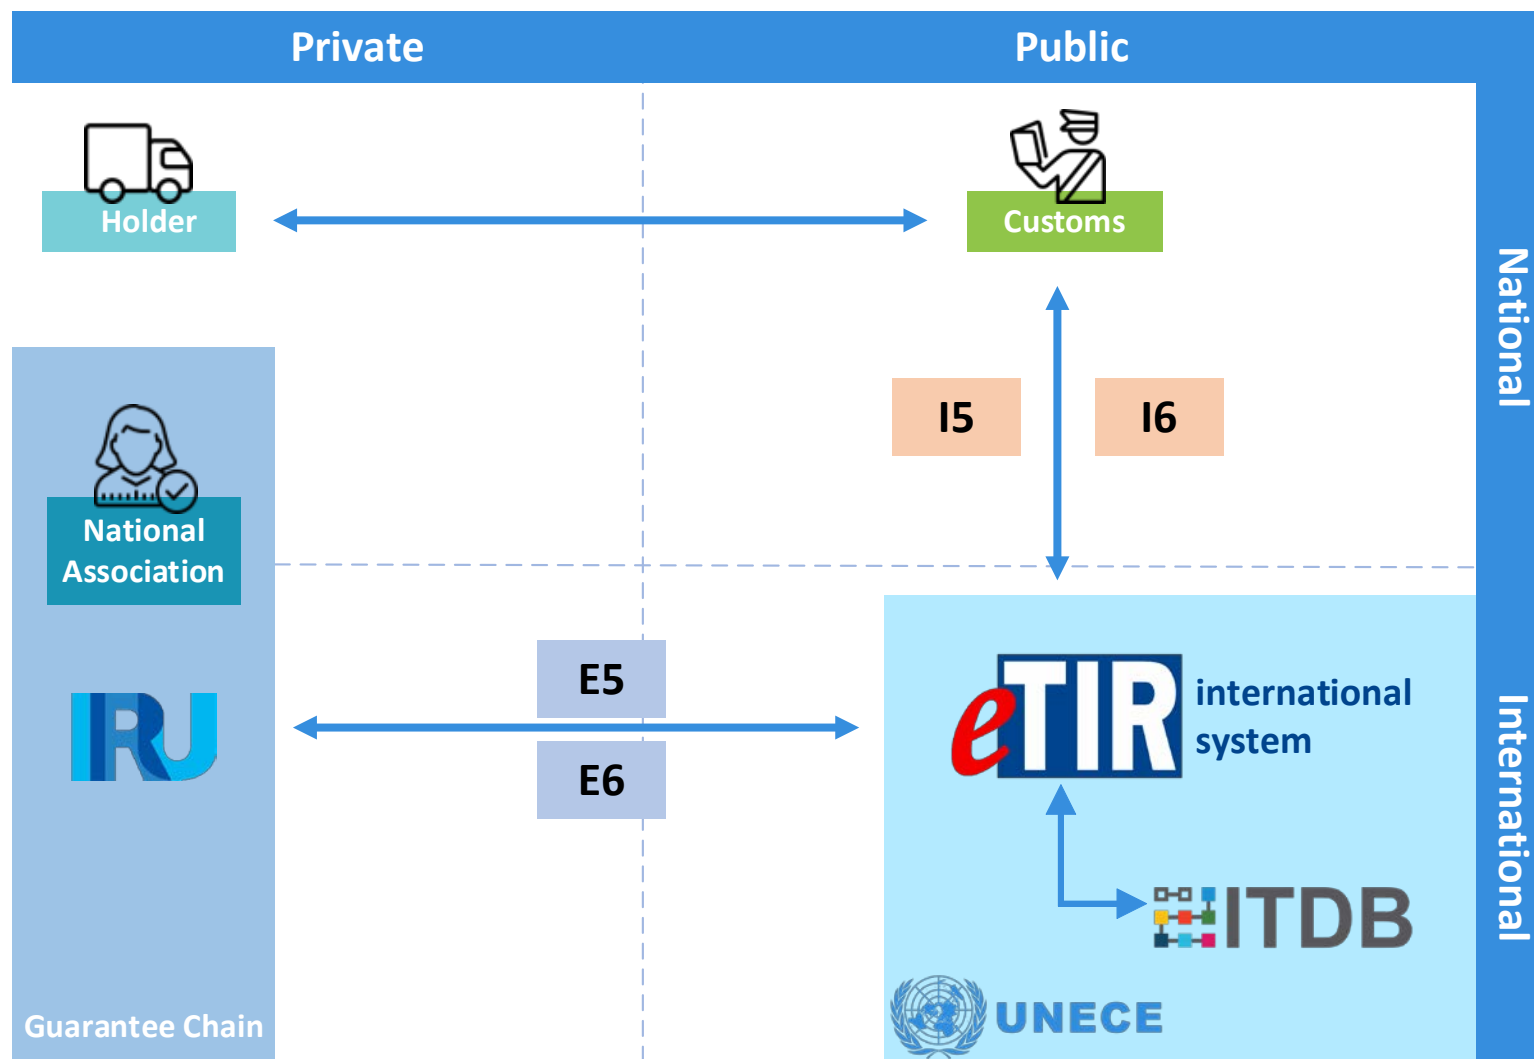 Private
Public
Holder
Customs
National
I5
I6
National
Association
E5
E6
IRU
eTIR
international
system
International
ITDB
Guarantee Chain
UNECE